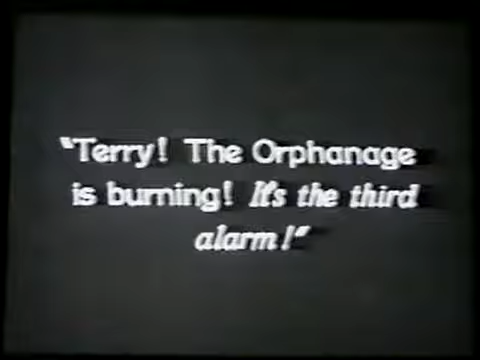 "Terry! The Orphanage
is burning! It's the third
alarm!"